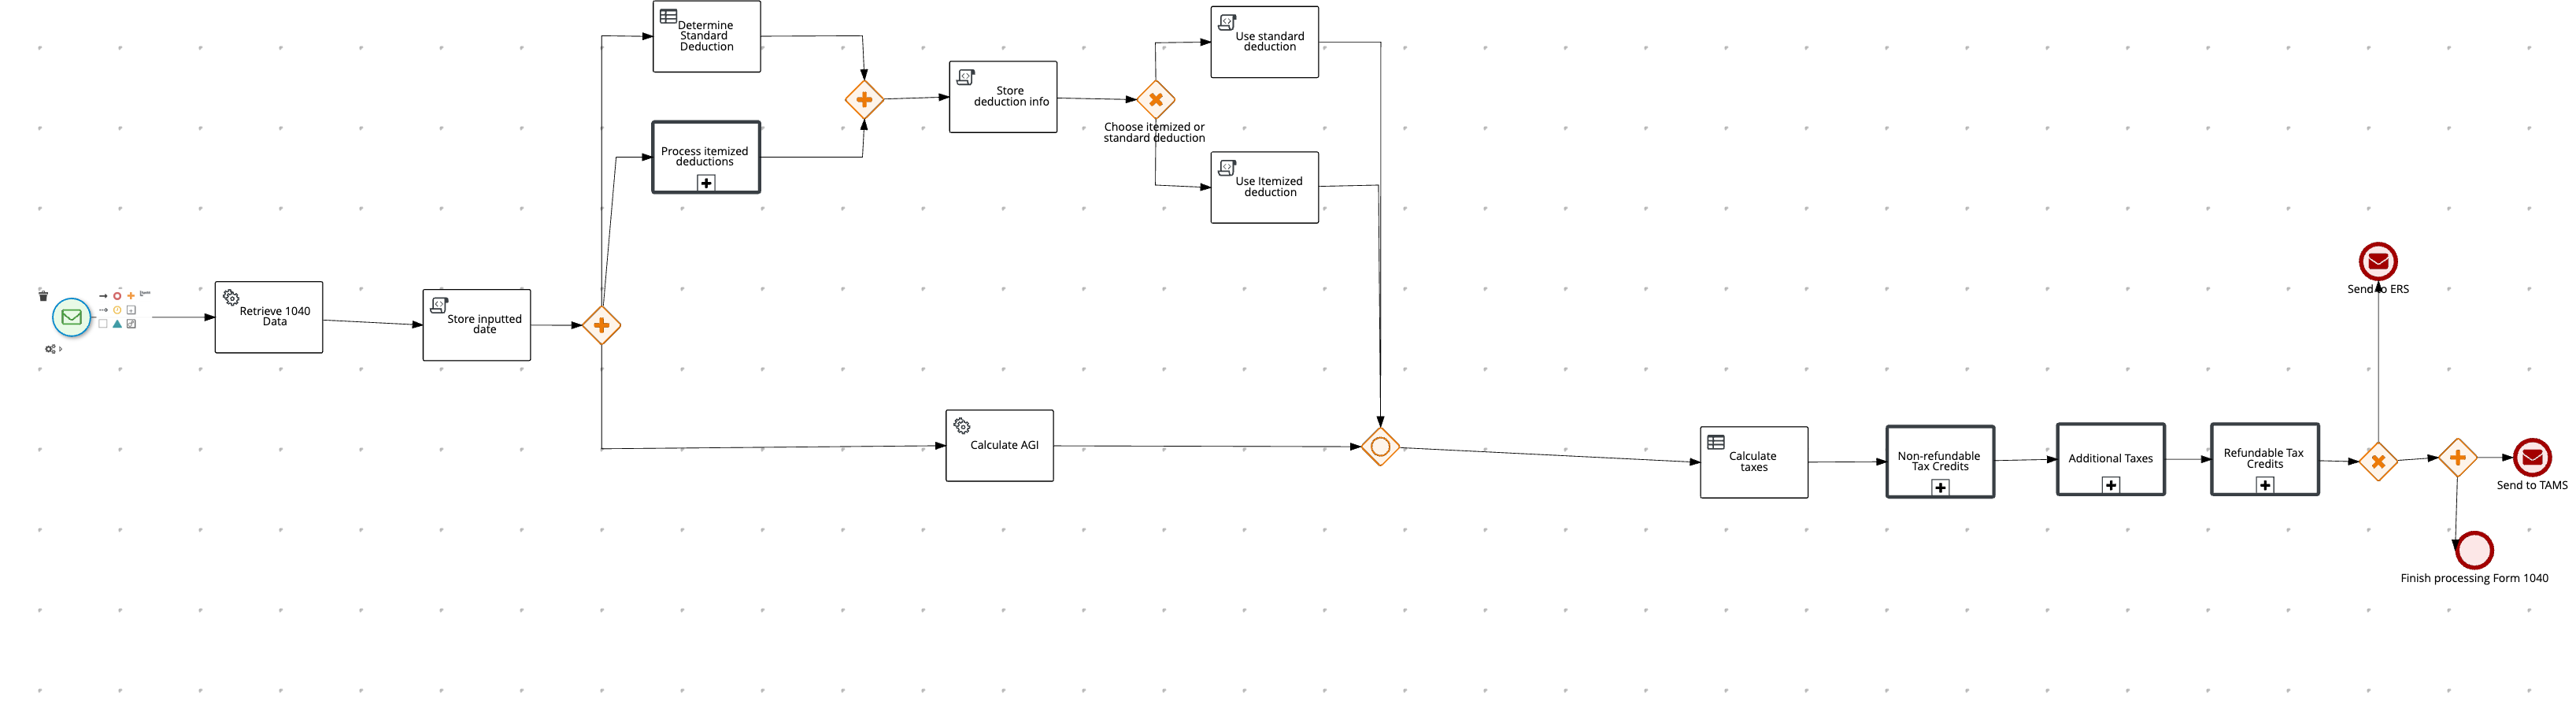 Determine
Standard
Deduction
Use standard
deduction
Store
deduction info
Choose itemized or
standard deduction
Process itemized
deductions
Use Itemized
deduction
Send to ERS
Retrieve 1040
Data
Store inputted
date
Calculate AGI
Calculate
taxes
Non-refundable
Tax Credits
Additional Taxes
Refundable Tax
Credits
Send to TAMS
Finish processing Form 1040